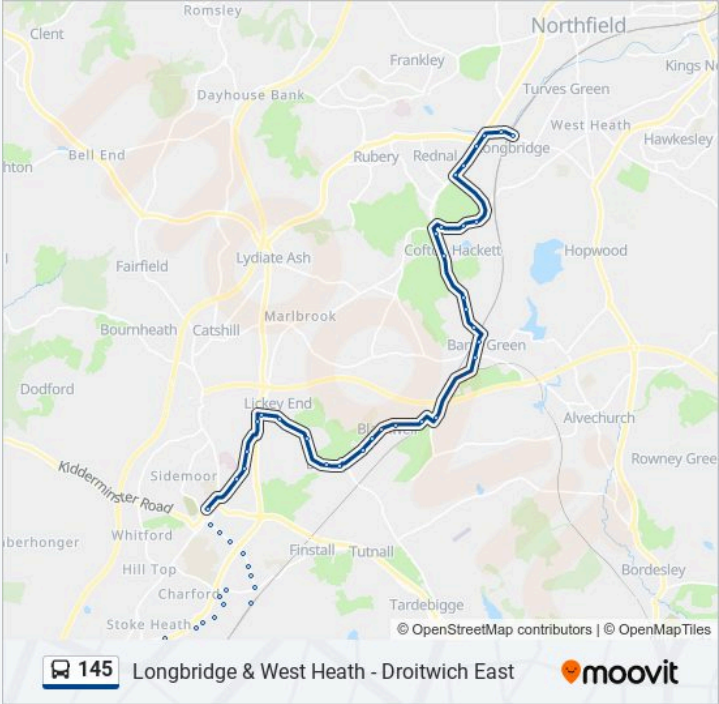 Romsley
Northfield
Clent
Frankley
Kings
Turves Green
Dayhouse Bank
West Heath
Hawkesley
Bell End
Rubery
Rednal
Longbridge
hton
Lydiate Ash
Hackett
Hopwood
Fairfield
Marlbrook
Bournheath
Catshill
Green
Dodford
Lickey End
Alvechurch
Rowney Gree
Kidderminster Road
Sidemoor
Whitford
Finstall
Tutnall
aberhonger
Hill Top
Bordesley
Charford
Tardebigge
Stoke Heath
© OpenStreetMap contributors | © OpenMapTiles
145 Longbridge & West Heath - Droitwich East
moovit